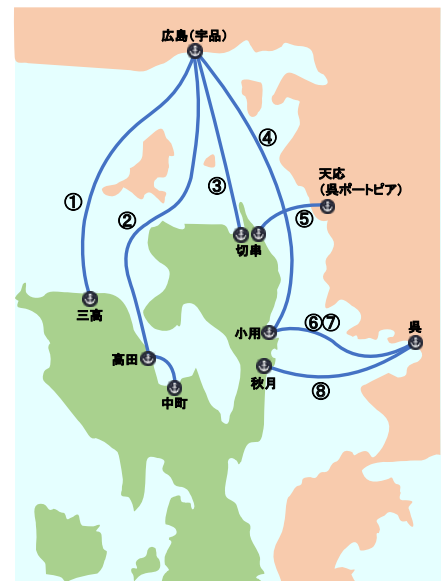 広島(宇品)
④
天応
(呉ポートピア)
①
③
②
⑤
切串
三高
⑥⑦
小用
呉
高田
秋月
⑧
中町